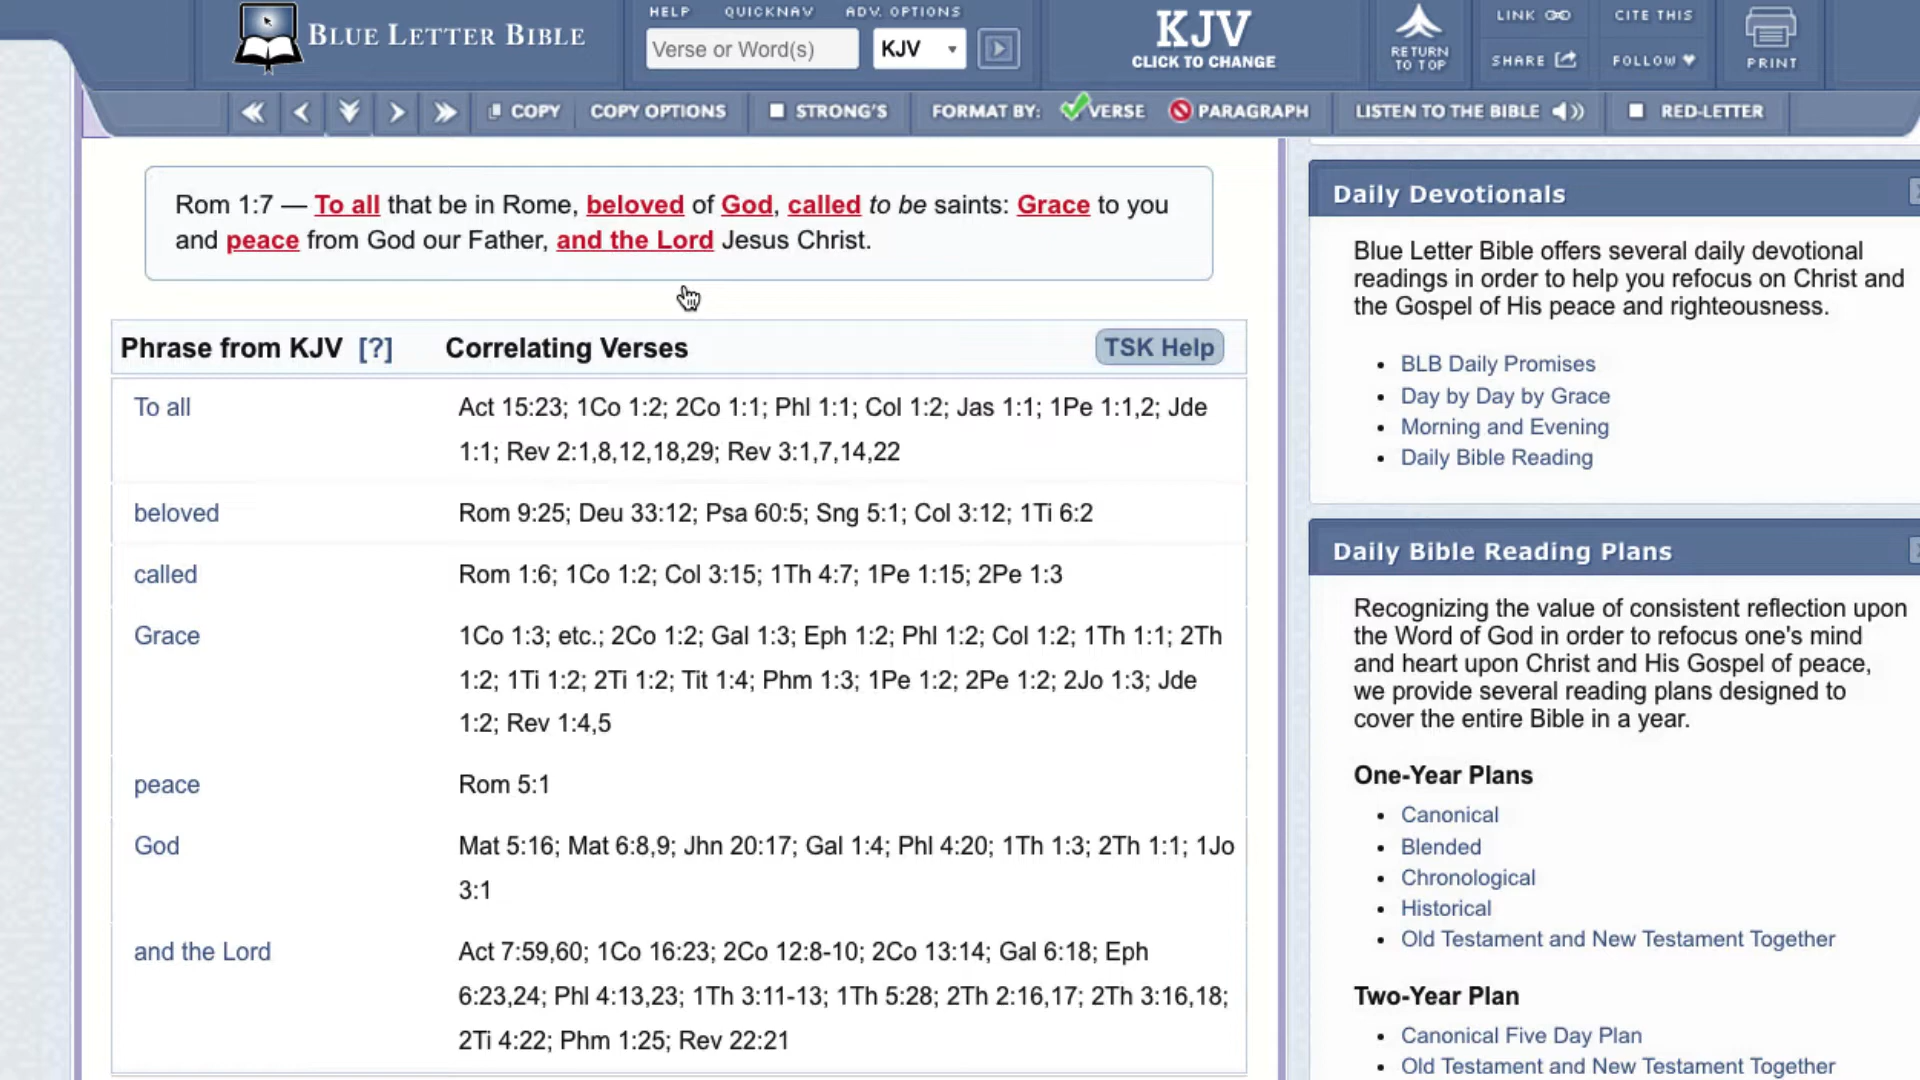 BLUE LETTER BIBLE
HELP QUICKNAV ADV. OPTIONS
Verse or Word(s) KJV
KJV
CLICK TO CHANGE
RETURN
TO TOP
LINK
SHARE
CITE THIS
FOLLOW
PRINT
COPY COPY OPTIONS STRONG'S FORMAT BY: VERSE PARAGRAPH LISTEN TO THE BIBLE RED-LETTER
Rom 1:7 — To all that be in Rome, beloved of God, called to be saints: Grace to you
and peace from God our Father, and the Lord Jesus Christ.
Phrase from KJV [?] Correlating Verses TSK Help
To all Act 15:23; 1Co 1:2; 2Co 1:1; Phl 1:1; Col 1:2; Jas 1:1; 1Pe 1:1,2; Jde
1:1; Rev 2:1,8,12,18,29; Rev 3:1,7,14,22
beloved Rom 9:25; Deu 33:12; Psa 60:5; Sng 5:1; Col 3:12; 1Ti 6:2
called Rom 1:6; 1Co 1:2; Col 3:15; 1Th 4:7; 1Pe 1:15; 2Pe 1:3
Grace 1Co 1:3; etc.; 2Co 1:2; Gal 1:3; Eph 1:2; Phl 1:2; Col 1:2; 1Th 1:1; 2Th
1:2; 1Ti 1:2; 2Ti 1:2; Tit 1:4; Phm 1:3; 1Pe 1:2; 2Pe 1:2; 2Jo 1:3; Jde
1:2; Rev 1:4,5
peace Rom 5:1
God Mat 5:16; Mat 6:8,9; Jhn 20:17; Gal 1:4; Phl 4:20; 1Th 1:3; 2Th 1:1; 1Jo
3:1
and the Lord Act 7:59,60; 1Co 16:23; 2Co 12:8-10; 2Co 13:14; Gal 6:18; Eph
6:23,24; Phl 4:13,23; 1Th 3:11-13; 1Th 5:28; 2Th 2:16,17; 2Th 3:16,18;
2Ti 4:22; Phm 1:25; Rev 22:21
Daily Devotionals
Blue Letter Bible offers several daily devotional
readings in order to help you refocus on Christ and
the Gospel of His peace and righteousness.
• BLB Daily Promises
• Day by Day by Grace
• Morning and Evening
• Daily Bible Reading
Daily Bible Reading Plans
Recognizing the value of consistent reflection upon
the Word of God in order to refocus one's mind
and heart upon Christ and His Gospel of peace,
we provide several reading plans designed to
cover the entire Bible in a year.
One-Year Plans
• Canonical
• Blended
• Chronological
• Historical
• Old Testament and New Testament Together
Two-Year Plan
• Canonical Five Day Plan
• Old Testament and New Testament Together